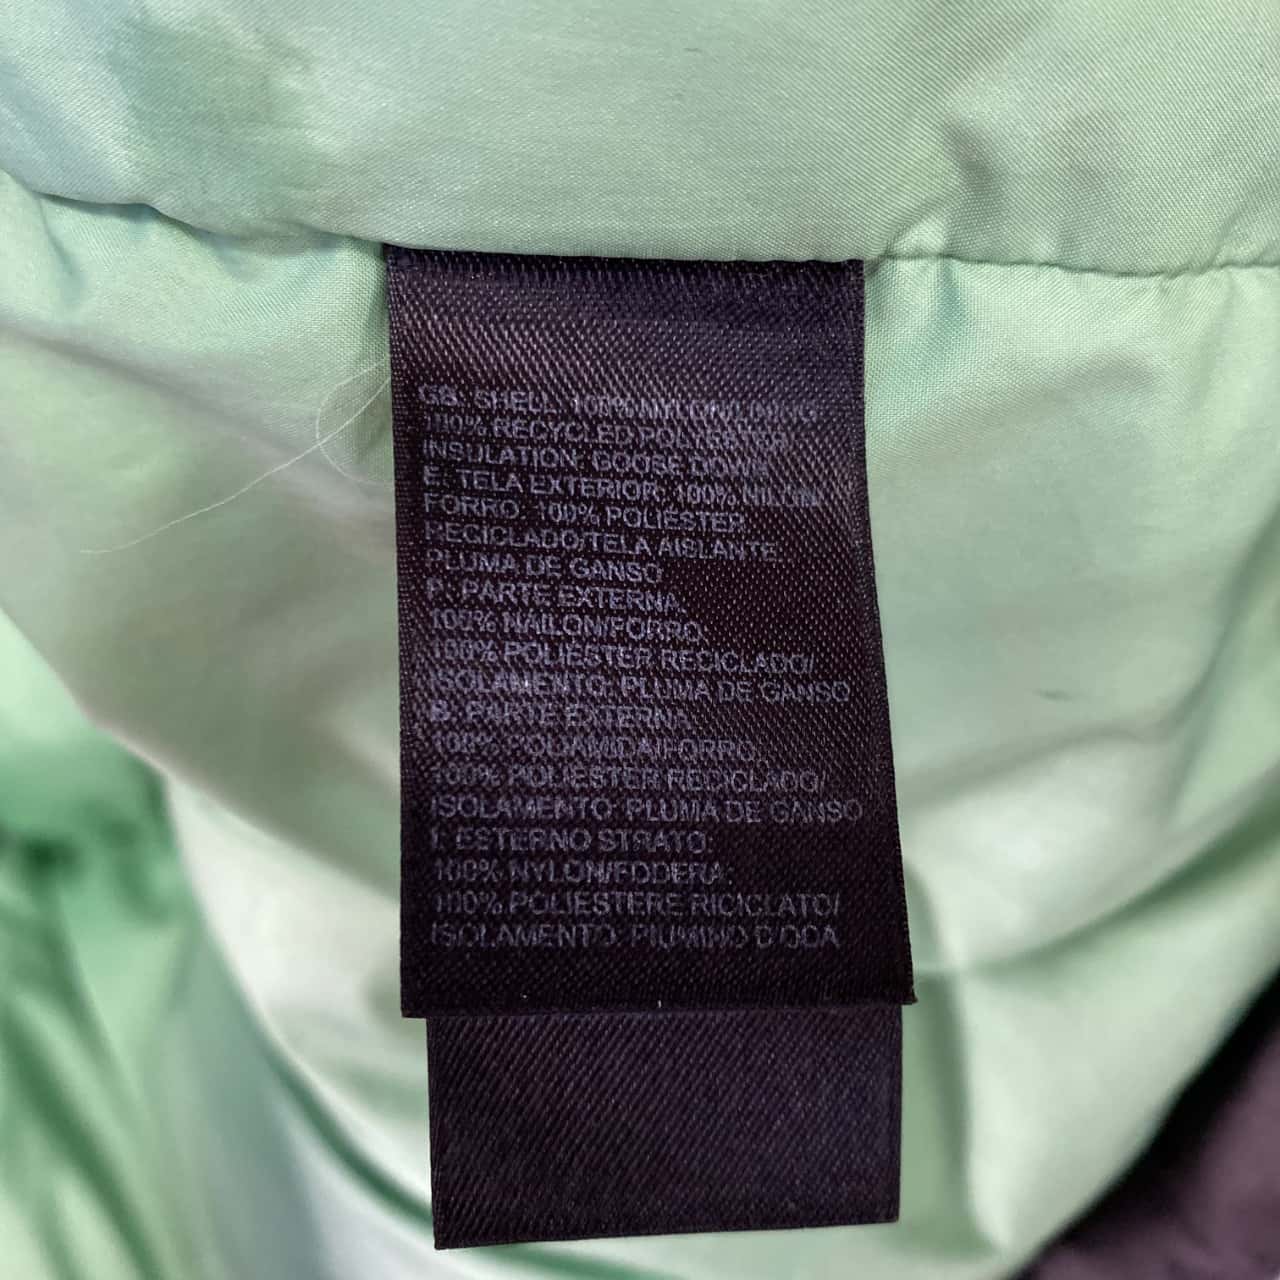 GB: SHELL: 100% NYLON/LINING:
100% RECYCLED POLYESTER/
INSULATION: GOOSE DOWN
E: TELA EXTERIOR: 100% NILON/
FORRO: 100% POLIESTER
RECICLADO/TELA AISLANTE:
PLUMA DE GANSO
P: PARTE EXTERNA:
100% NAILON/FORRO:
100% POLIESTER RECICLADO/
ISOLAMENTO: PLUMA DE GANSO
B: PARTE EXTERNA:
100% POLIAMIDA/FORRO:
100% POLIESTER RECICLADO/
ISOLAMENTO: PLUMA DE GANSO
I: ESTERNO STRATO:
100% NYLON/FODERA:
100% POLIESTERE RICICLATO/
ISOLAMENTO: PIUMINO D'OCA